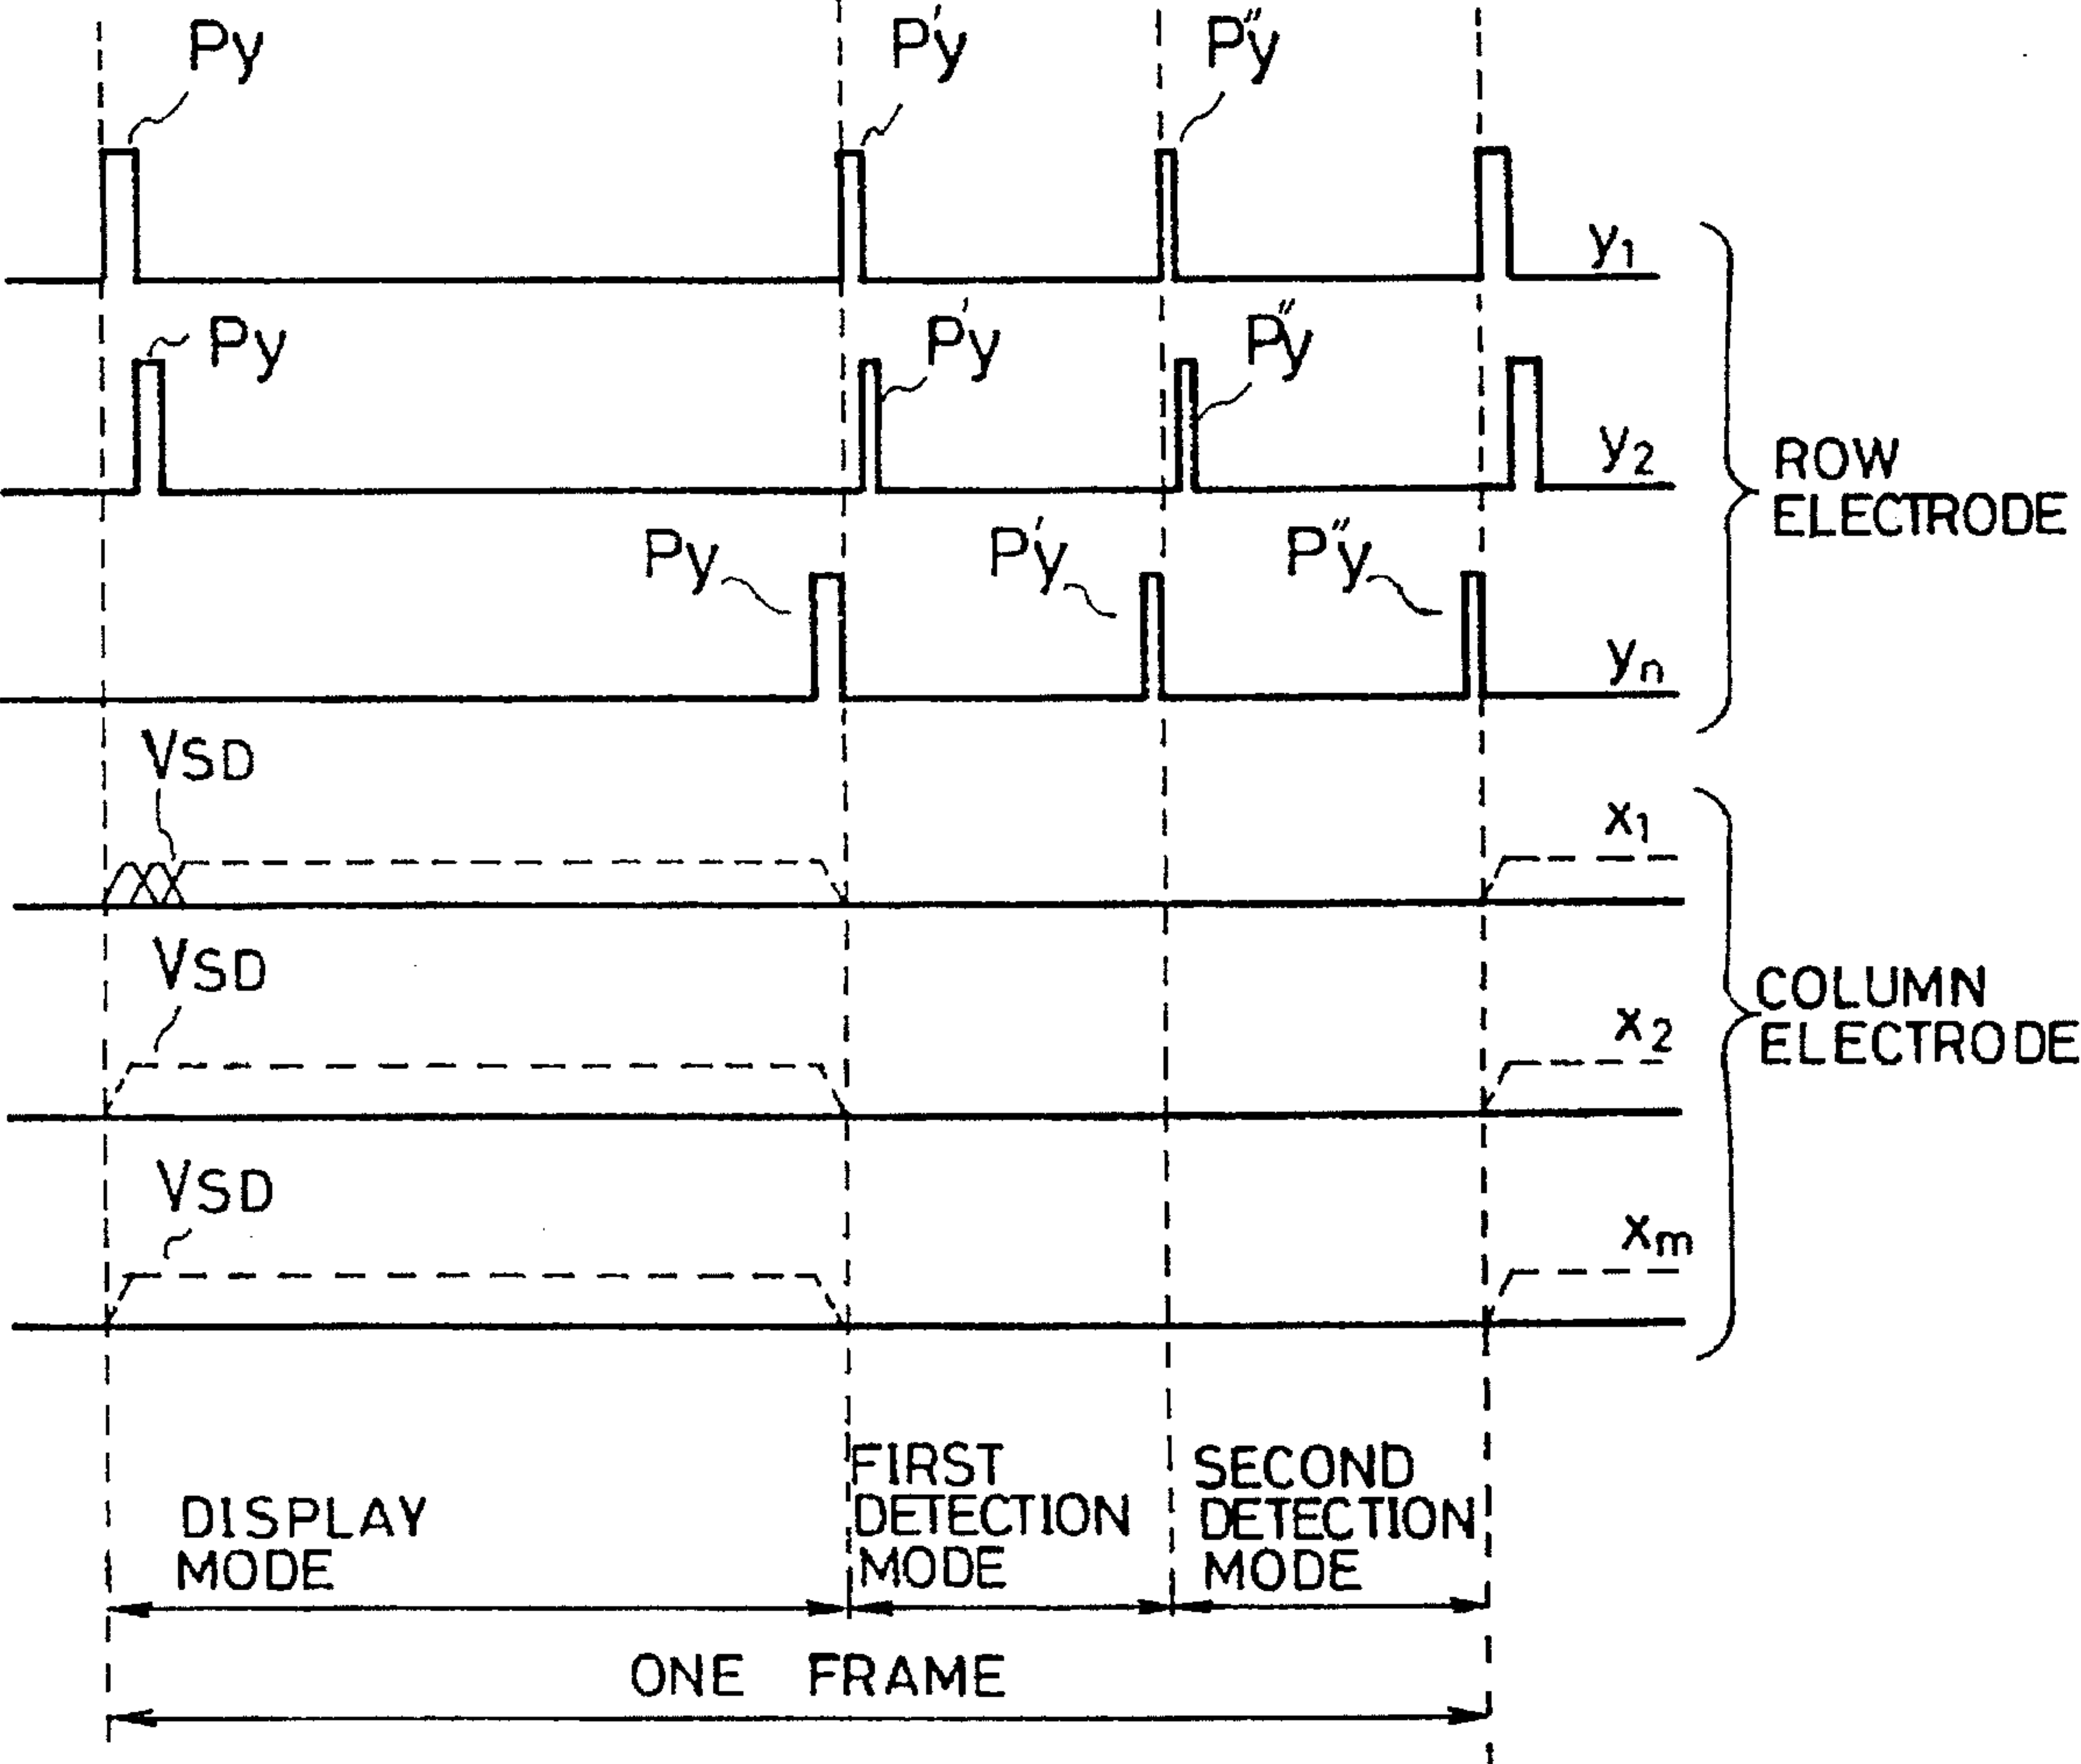 Py
P'y
P''y
y1
Py
P'y
P''y
y2
ROW
ELECTRODE
Py
P'y
P''y
yn
VSD
x1
VSD
x2
COLUMN
ELECTRODE
VSD
xm
DISPLAY
MODE
FIRST
DETECTION
MODE
SECOND
DETECTION
MODE
ONE FRAME